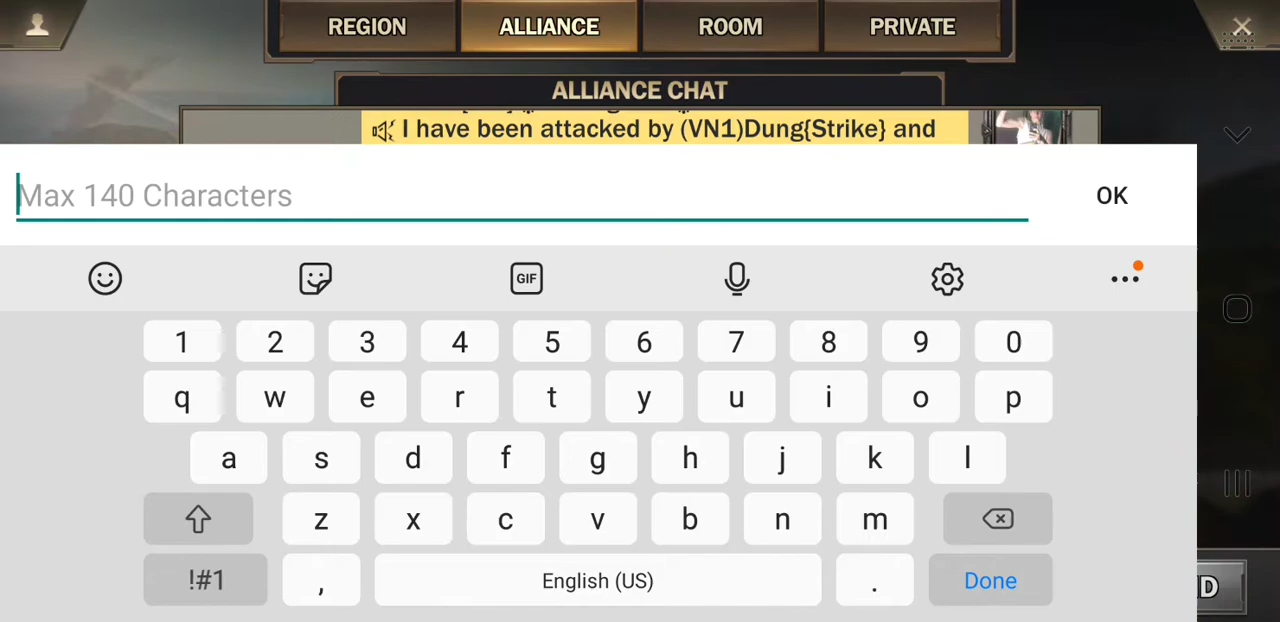 REGION ALLIANCE ROOM PRIVATE
ALLIANCE CHAT
I have been attacked by (VN1)Dung{Strike} and
Max 140 Characters OK
GIF
1 2 3 4 5 6 7 8 9 0
q w e r t y u i o p
a s d f g h j k l
z x c v b n m
!#1 , English (US) . Done
D